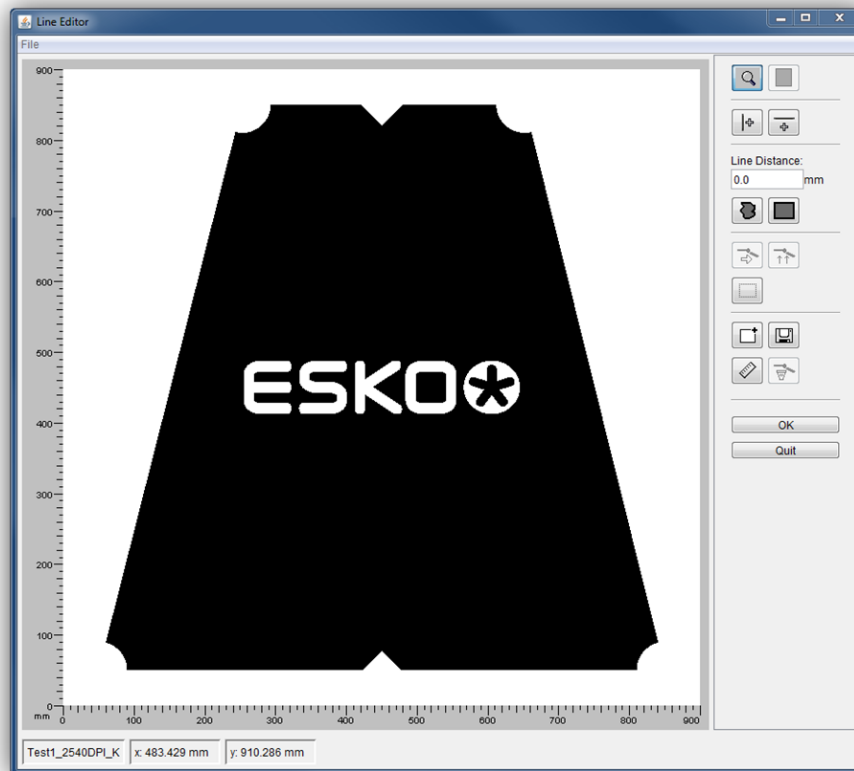 Line Editor
File
900
800
700
600
500
400
300
200
100
0
mm
0 100 200 300 400 500 600 700 800 900
ESKO
Line Distance:
0.0 mm
OK
Quit
Test1_2540DPI_K x: 483.429 mm y: 910.286 mm